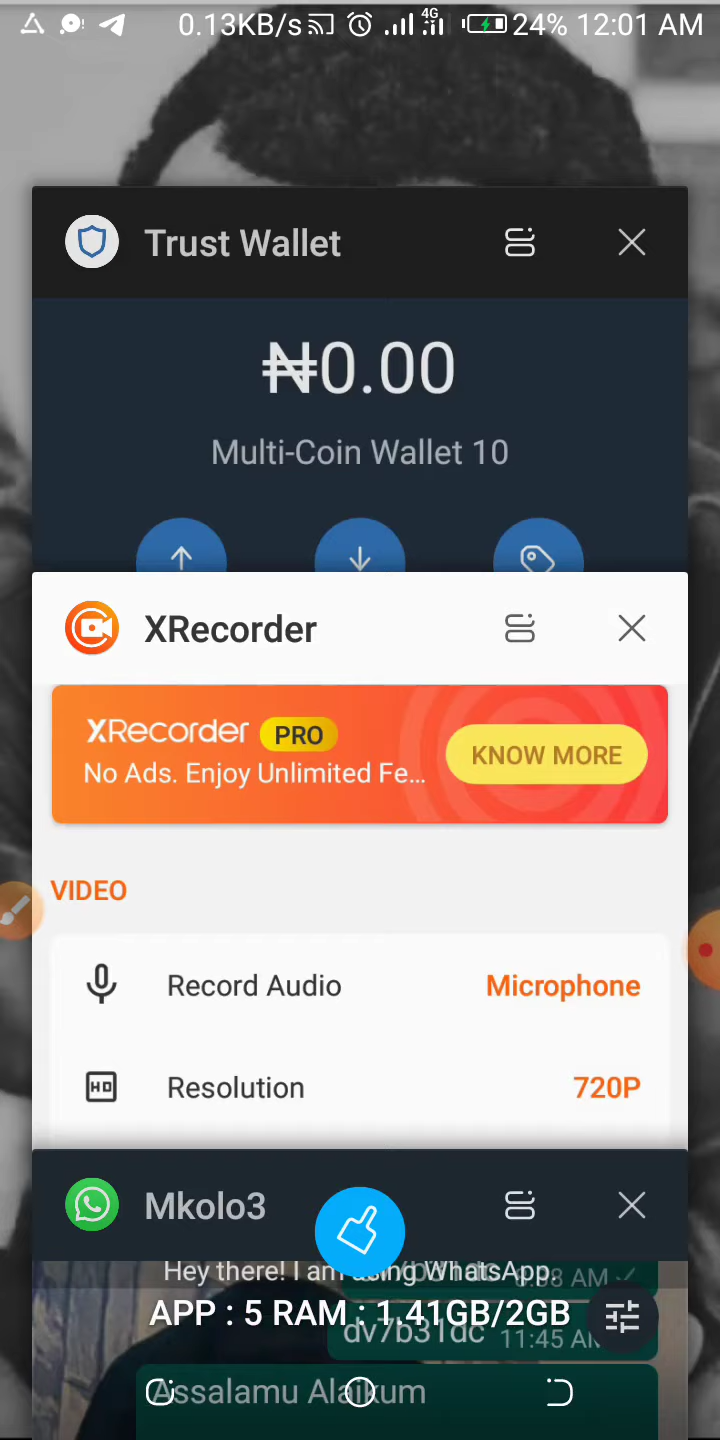 0.13KB/s 4G 24% 12:01 AM
Trust Wallet
₦0.00
Multi-Coin Wallet 10
XRecorder
XRecorder PRO
No Ads. Enjoy Unlimited Fe...
KNOW MORE
VIDEO
Record Audio Microphone
HD Resolution 720P
Mkolo3
Hey there! I am using WhatsApp.
APP : 5 RAM : 1.41GB/2GB
dv7b31dc 11:45 AM
Assalamu Alaikum